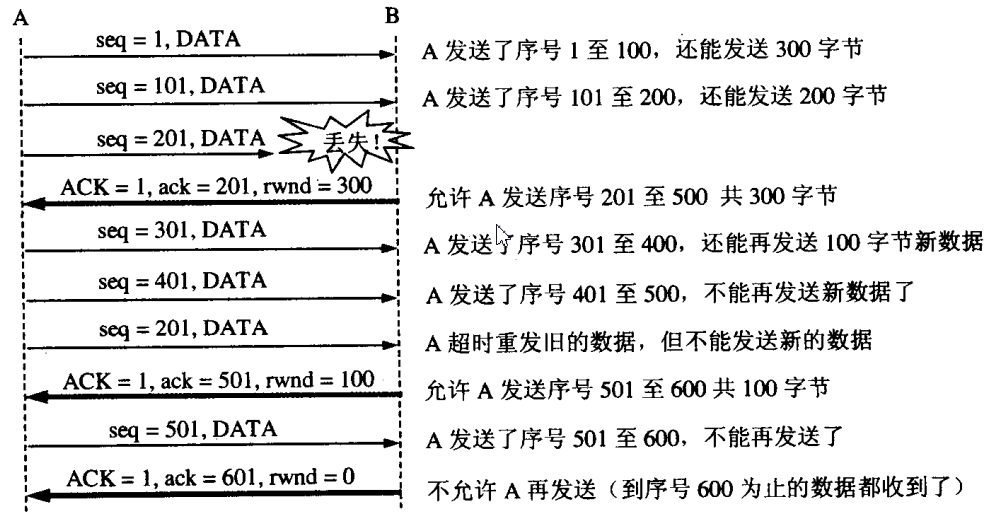 A B
seq = 1, DATA A 发送了序号 1 至 100，还能发送 300 字节
seq = 101, DATA A 发送了序号 101 至 200，还能发送 200 字节
seq = 201, DATA 丢失！
ACK = 1, ack = 201, rwnd = 300 允许 A 发送序号 201 至 500 共 300 字节
seq = 301, DATA A 发送了序号 301 至 400，还能再发送 100 字节新数据
seq = 401, DATA A 发送了序号 401 至 500，不能再发送新数据了
seq = 201, DATA A 超时重发旧的数据，但不能发送新的数据
ACK = 1, ack = 501, rwnd = 100 允许 A 发送序号 501 至 600 共 100 字节
seq = 501, DATA A 发送了序号 501 至 600，不能再发送了
ACK = 1, ack = 601, rwnd = 0 不允许 A 再发送（到序号 600 为止的数据都收到了）